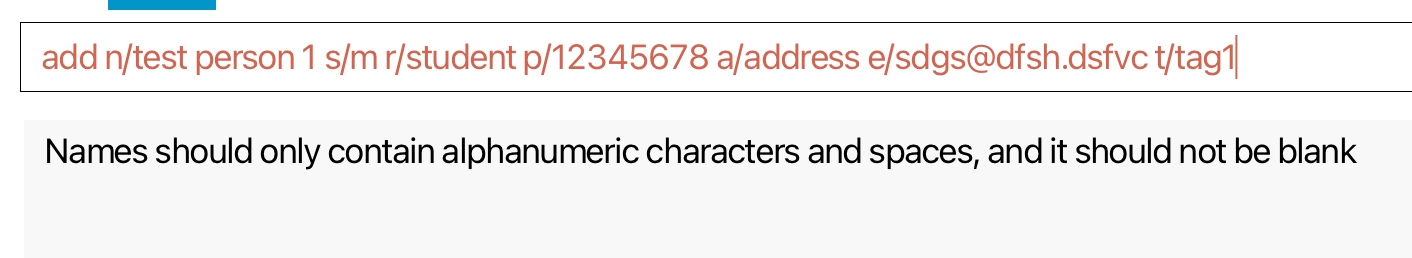 add n/test person 1 s/m r/student p/12345678 a/address e/sdgs@dfsh.dsfvc t/tag1
Names should only contain alphanumeric characters and spaces, and it should not be blank